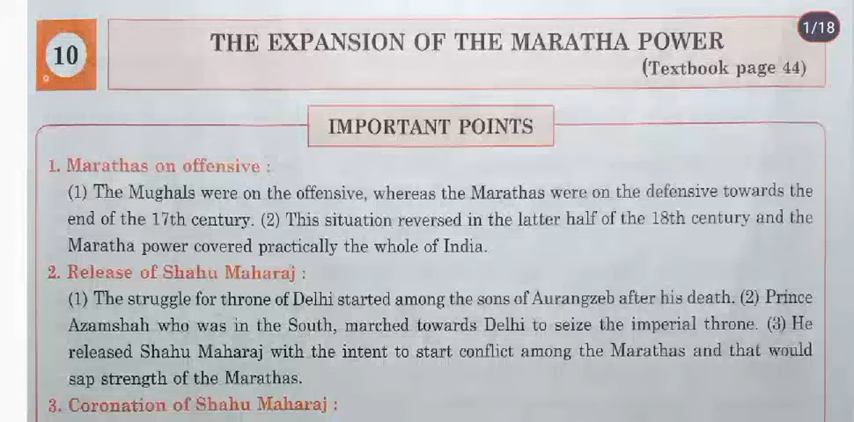 1/18
10
THE EXPANSION OF THE MARATHA POWER
(Textbook page 44)
IMPORTANT POINTS
1. Marathas on offensive :
(1) The Mughals were on the offensive, whereas the Marathas were on the defensive towards the
end of the 17th century. (2) This situation reversed in the latter half of the 18th century and the
Maratha power covered practically the whole of India.
2. Release of Shahu Maharaj :
(1) The struggle for throne of Delhi started among the sons of Aurangzeb after his death. (2) Prince
Azamshah who was in the South, marched towards Delhi to seize the imperial throne. (3) He
released Shahu Maharaj with the intent to start conflict among the Marathas and that would
sap strength of the Marathas.
3. Coronation of Shahu Maharaj :